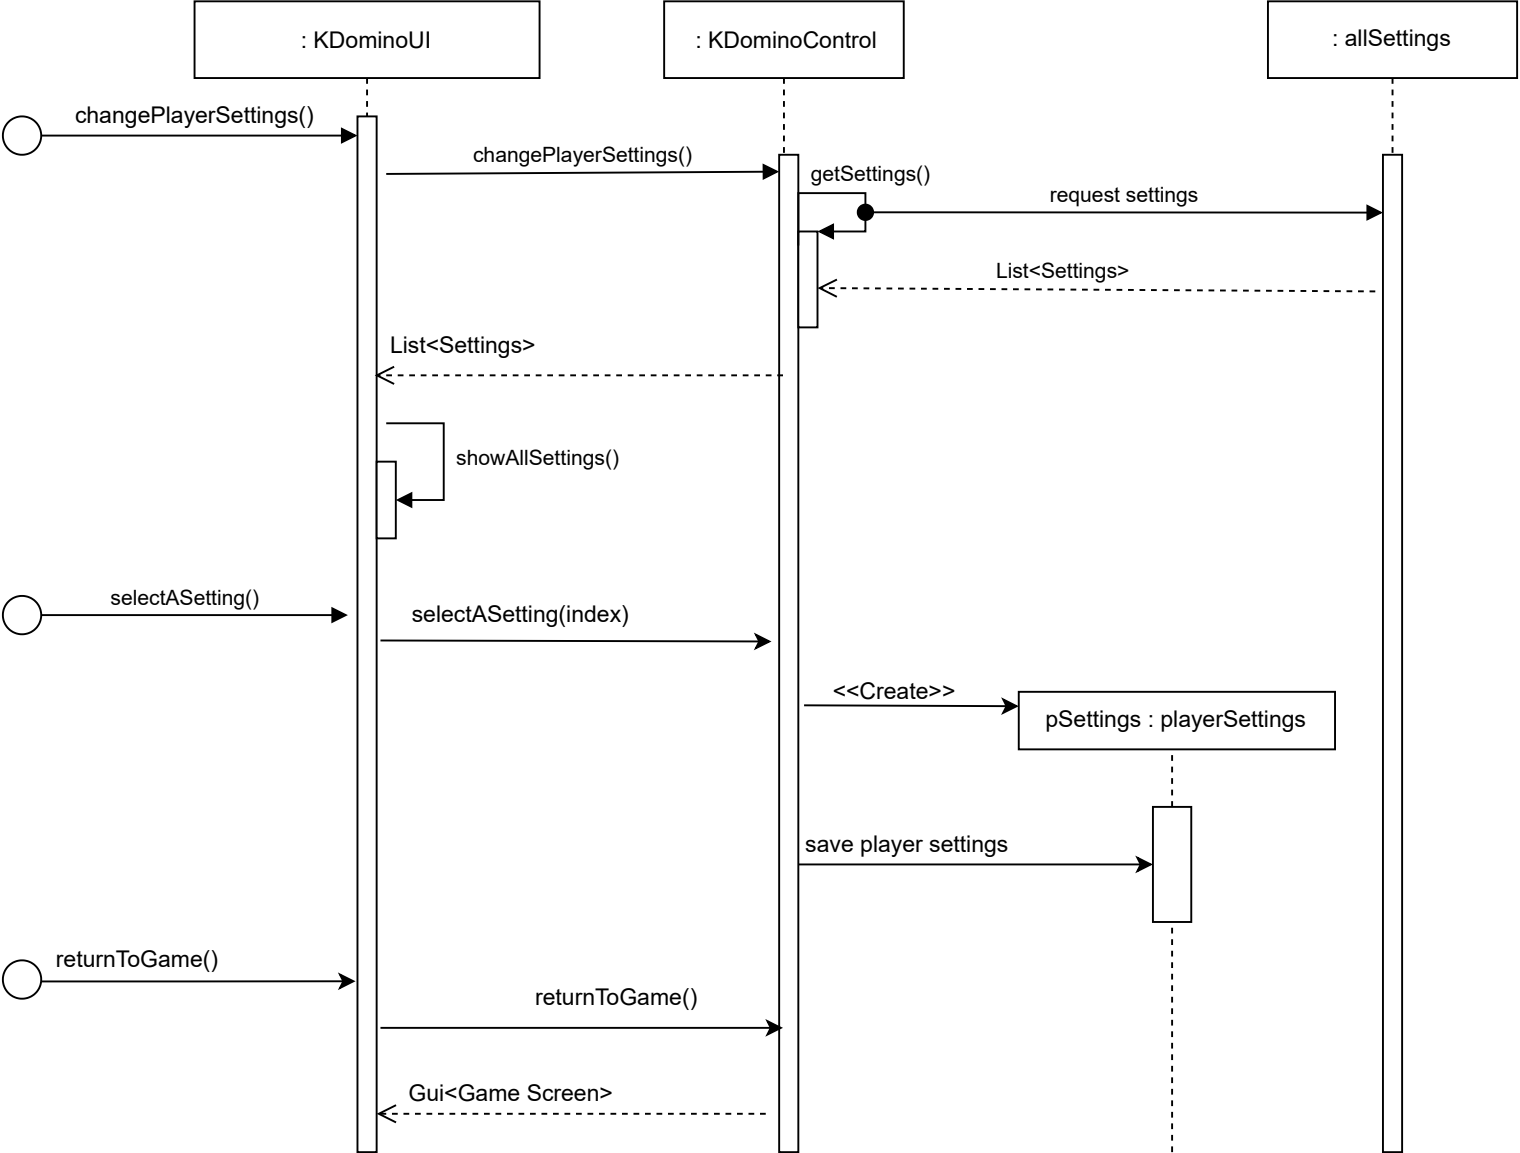 : KDominoUI
: KDominoControl
: allSettings
changePlayerSettings()
changePlayerSettings()
getSettings()
request settings
List<Settings>
List<Settings>
showAllSettings()
selectASetting()
selectASetting(index)
<<Create>>
pSettings : playerSettings
save player settings
returnToGame()
returnToGame()
Gui<Game Screen>